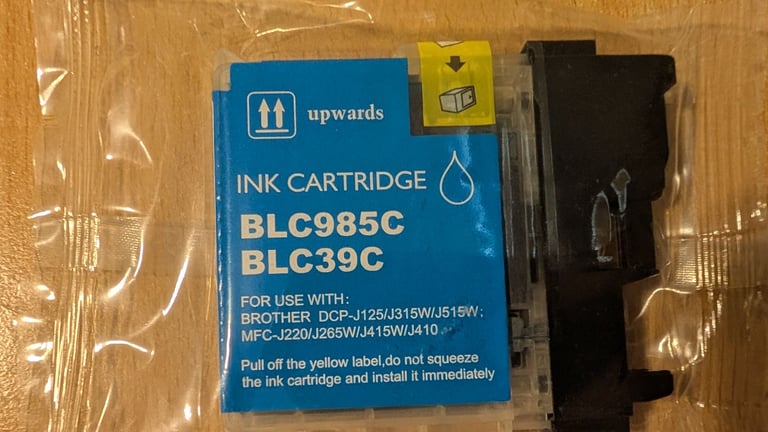 upwards
INK CARTRIDGE
BLC985C
BLC39C
FOR USE WITH:
BROTHER DCP-J125/J315W/J515W;
MFC-J220/J265W/J415W/J410
Pull off the yellow label,do not squeeze
the ink cartridge and install it immediately